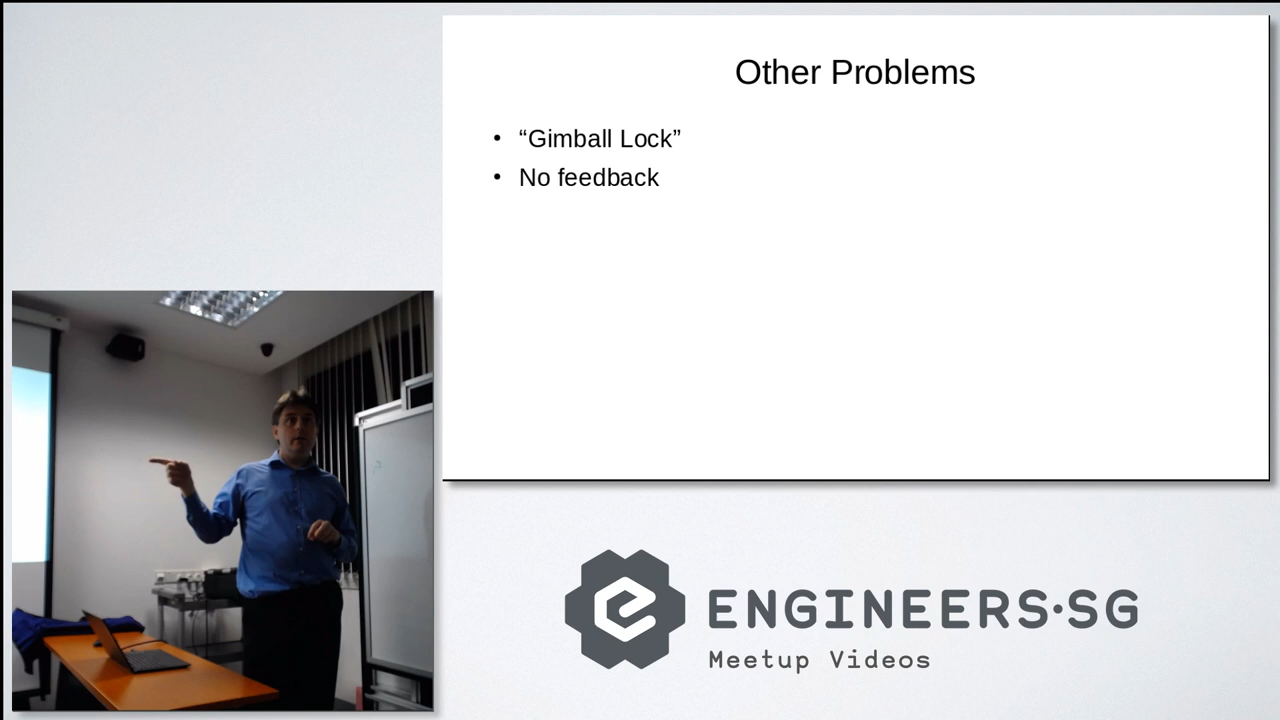 Other Problems
• “Gimball Lock”
• No feedback
ENGINEERS·SG
Meetup Videos